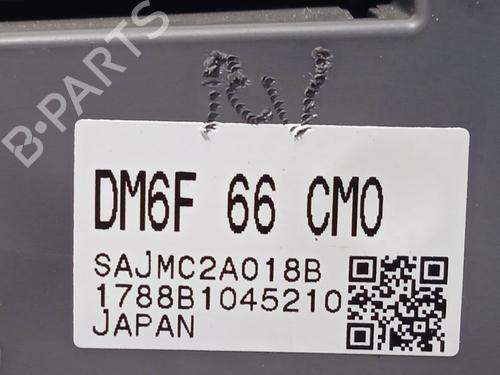 B-PARTS
DM6F 66 CM0
SAJMC2A018B
1788B1045210
JAPAN